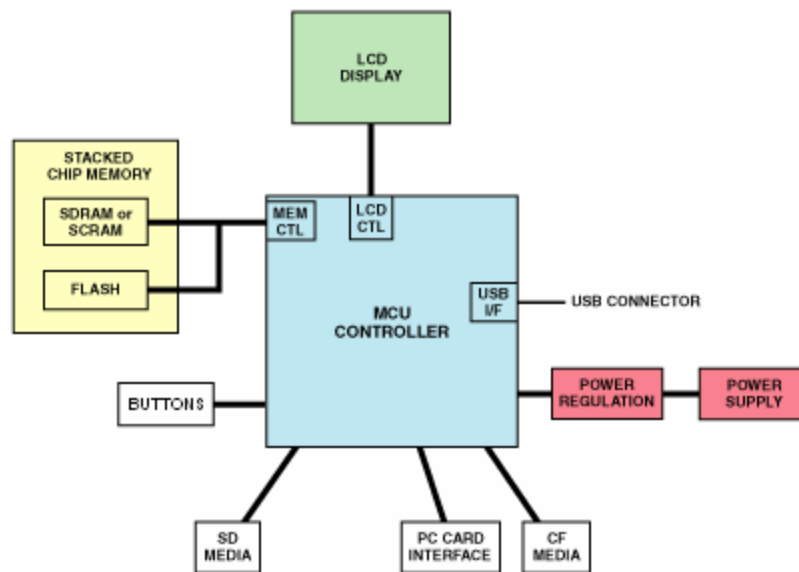 LCD
DISPLAY
STACKED
CHIP MEMORY
SDRAM or
SCRAM
FLASH
MEM
CTL
LCD
CTL
USB
I/F
USB CONNECTOR
MCU
CONTROLLER
BUTTONS
POWER
REGULATION
POWER
SUPPLY
SD
MEDIA
PC CARD
INTERFACE
CF
MEDIA